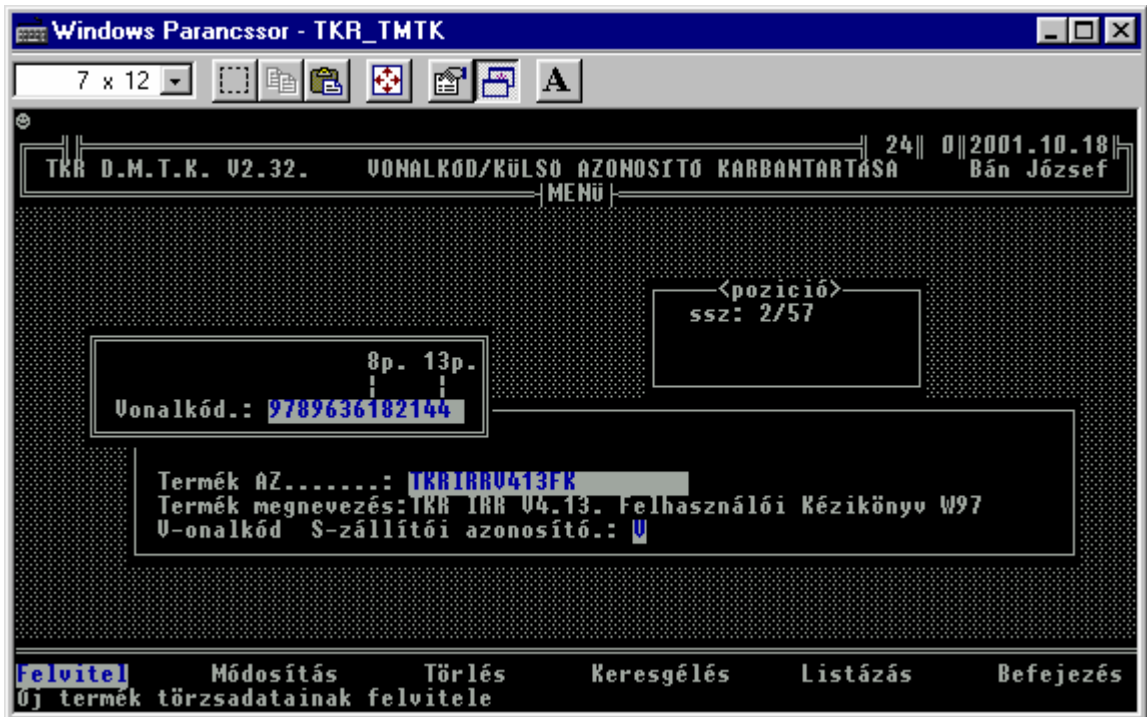 Windows Parancssor - TKR_TMTK
7 x 12
A
24 0 2001.10.18
TKR D.M.T.K. V2.32. VONALKÓD/KÜLSÖ AZONOSÍTÓ KARBANTARTÁSA Bán József
MENÜ
<pozició>
ssz: 2/57
8p. 13p.
Vonalkód.: 9789636182144
Termék AZ.......: TKRIRRV413FK
Termék megnevezés:TKR IRR V4.13. Felhasználói Kézikönyv W97
V-onalkód S-zállítói azonosító.: V
Felvitel Módosítás Törlés Keresgélés Listázás Befejezés
Új termék törzsadatainak felvitele